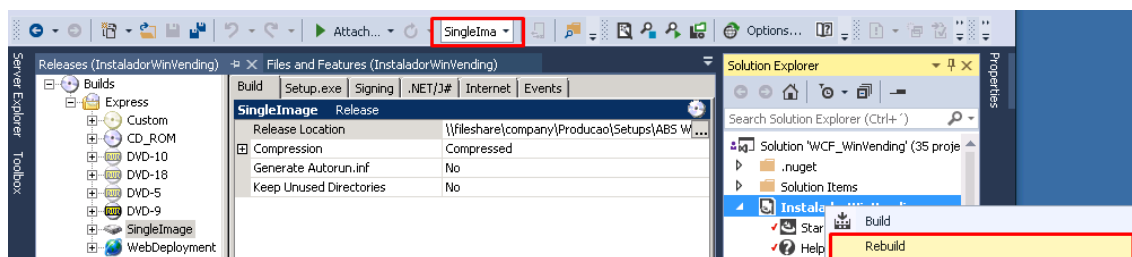 Attach...
SingleIma
Options...
Server Explorer
Toolbox
Releases (InstaladorWinVending)
Files and Features (InstaladorWinVending)
Builds
Express
Custom
CD_ROM
DVD-10
DVD-18
DVD-5
DVD-9
SingleImage
WebDeployment
Build Setup.exe Signing .NET/J# Internet Events
SingleImage Release
Release Location \\fileshare\company\Producao\Setups\ABS W ...
Compression Compressed
Generate Autorun.inf No
Keep Unused Directories No
Solution Explorer
Search Solution Explorer (Ctrl+´)
Solution 'WCF_WinVending' (35 proje
.nuget
Solution Items
Star
Help
Build
Rebuild
Properties